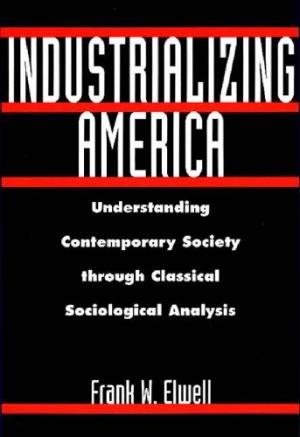 INDUSTRIALIZING
AMERICA
Understanding
Contemporary Society
through Classical
Sociological Analysis
Frank W. Elwell